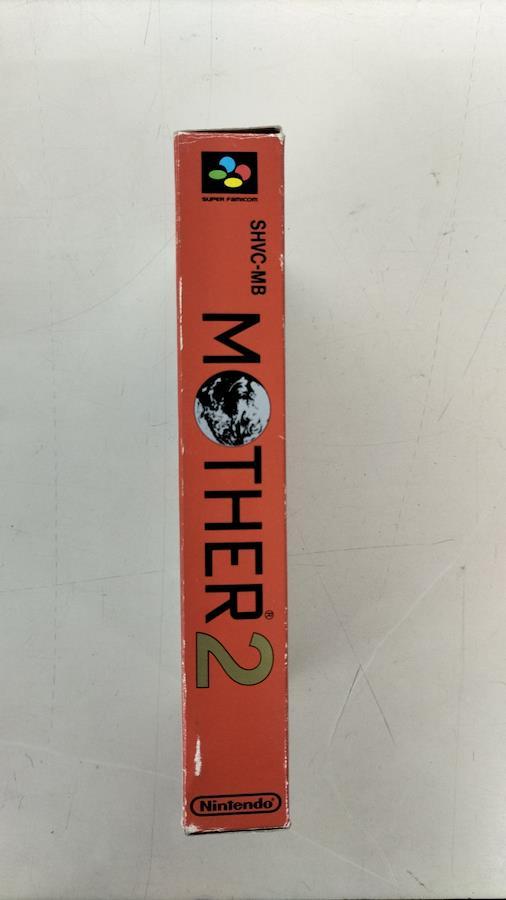 SUPER FAMICOM
SHVC-MB
MOTHER® 2
Nintendo®